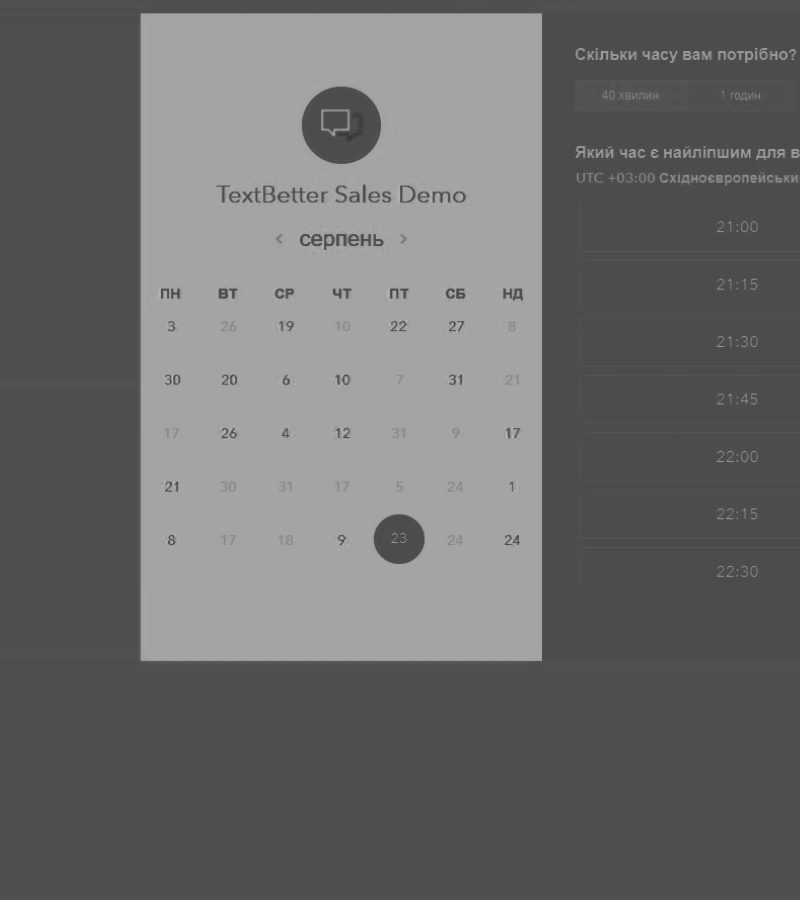 TextBetter Sales Demo
< серпень >
ПН ВТ СР ЧТ ПТ СБ НД
3 26 19 10 22 27 8
30 20 6 10 7 31 21
17 26 4 12 31 9 17
21 30 31 17 5 24 1
8 17 18 9 23 24 24
Скільки часу вам потрібно?
40 хвилин 1 годин
Який час є найліпшим для в
UTC +03:00 Східноєвропейськи
21:00
21:15
21:30
21:45
22:00
22:15
22:30